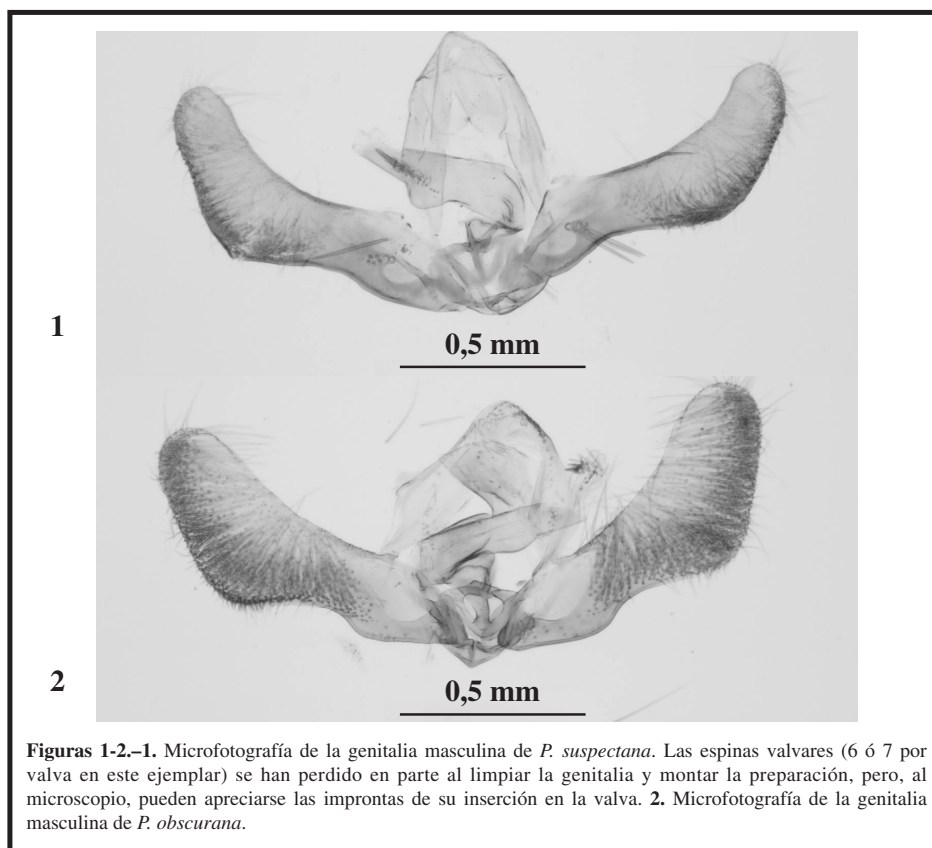 1
0,5 mm
2
0,5 mm
Figuras 1-2.–1. Microfotografía de la genitalia masculina de P. suspectana. Las espinas valvares (6 ó 7 por
valva en este ejemplar) se han perdido en parte al limpiar la genitalia y montar la preparación, pero, al
microscopio, pueden apreciarse las improntas de su inserción en la valva. 2. Microfotografía de la genitalia
masculina de P. obscurana.